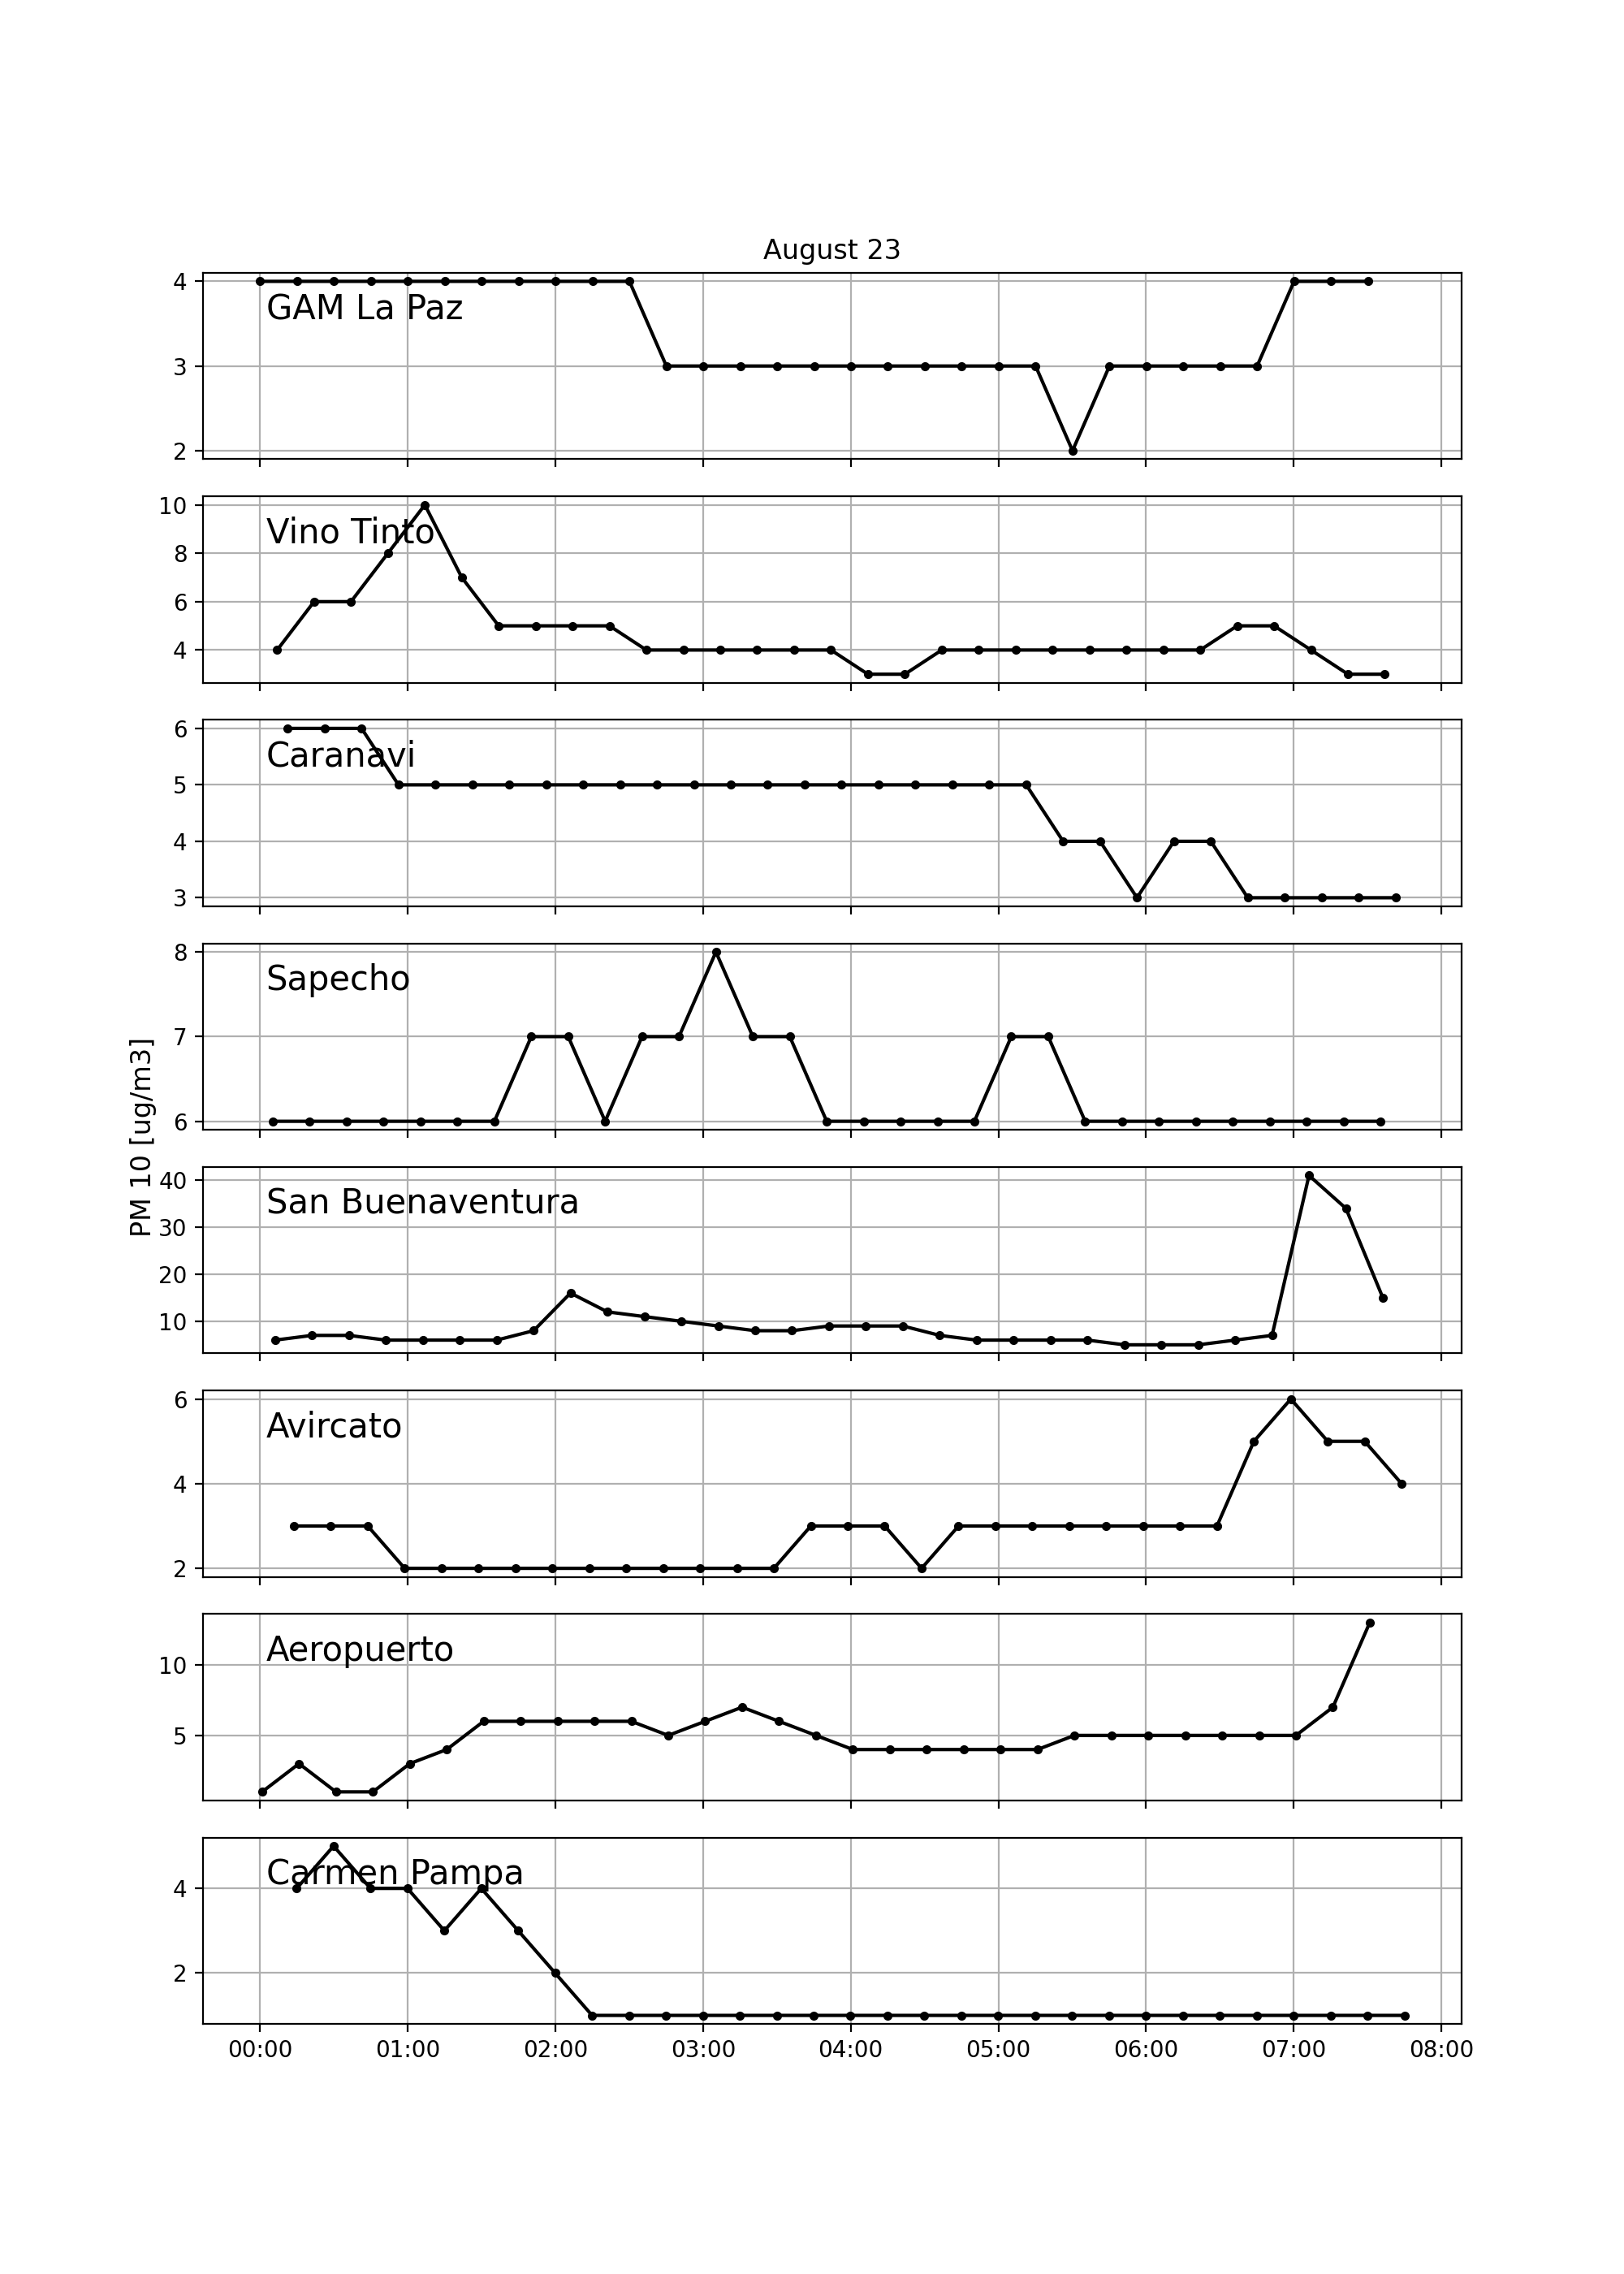 August 23
4
GAM La Paz
3
2
10
Vino Tinto
8
6
4
6
Caranavi
5
4
3
8
Sapecho
7
6
PM 10 [ug/m3]
40
San Buenaventura
30
20
10
6
Avircato
4
2
Aeropuerto
10
5
Carmen Pampa
4
2
00:00 01:00 02:00 03:00 04:00 05:00 06:00 07:00 08:00